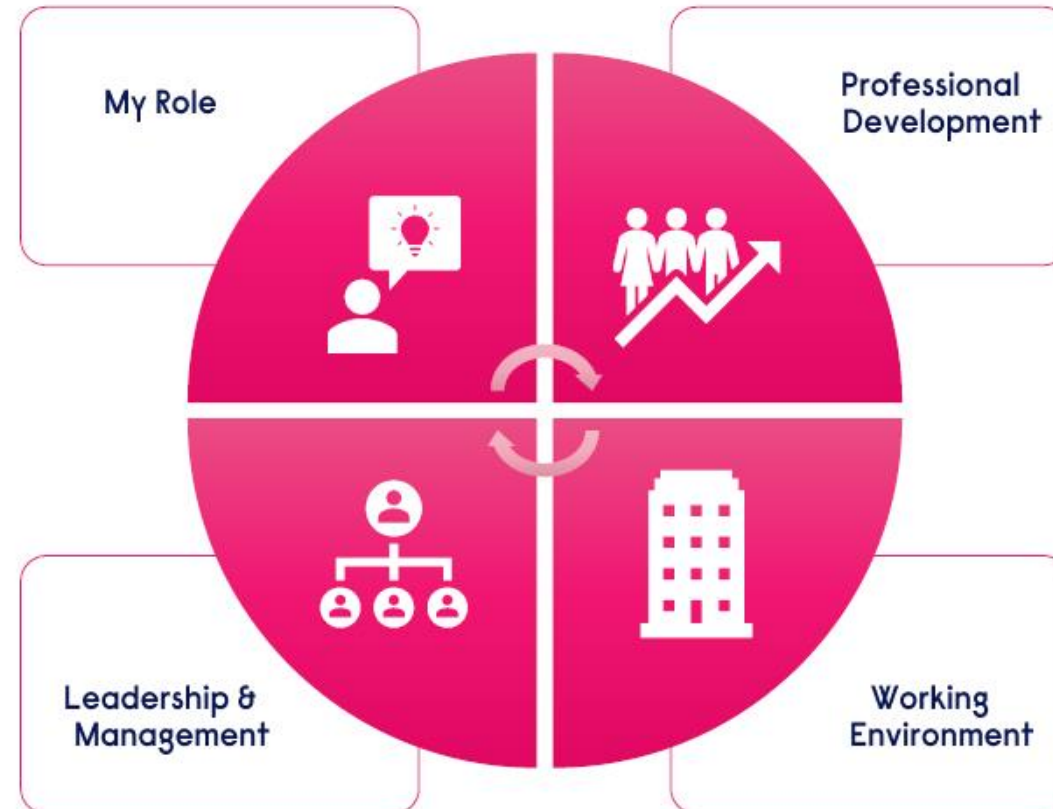 My Role
Professional
Development
Leadership &
Management
Working
Environment